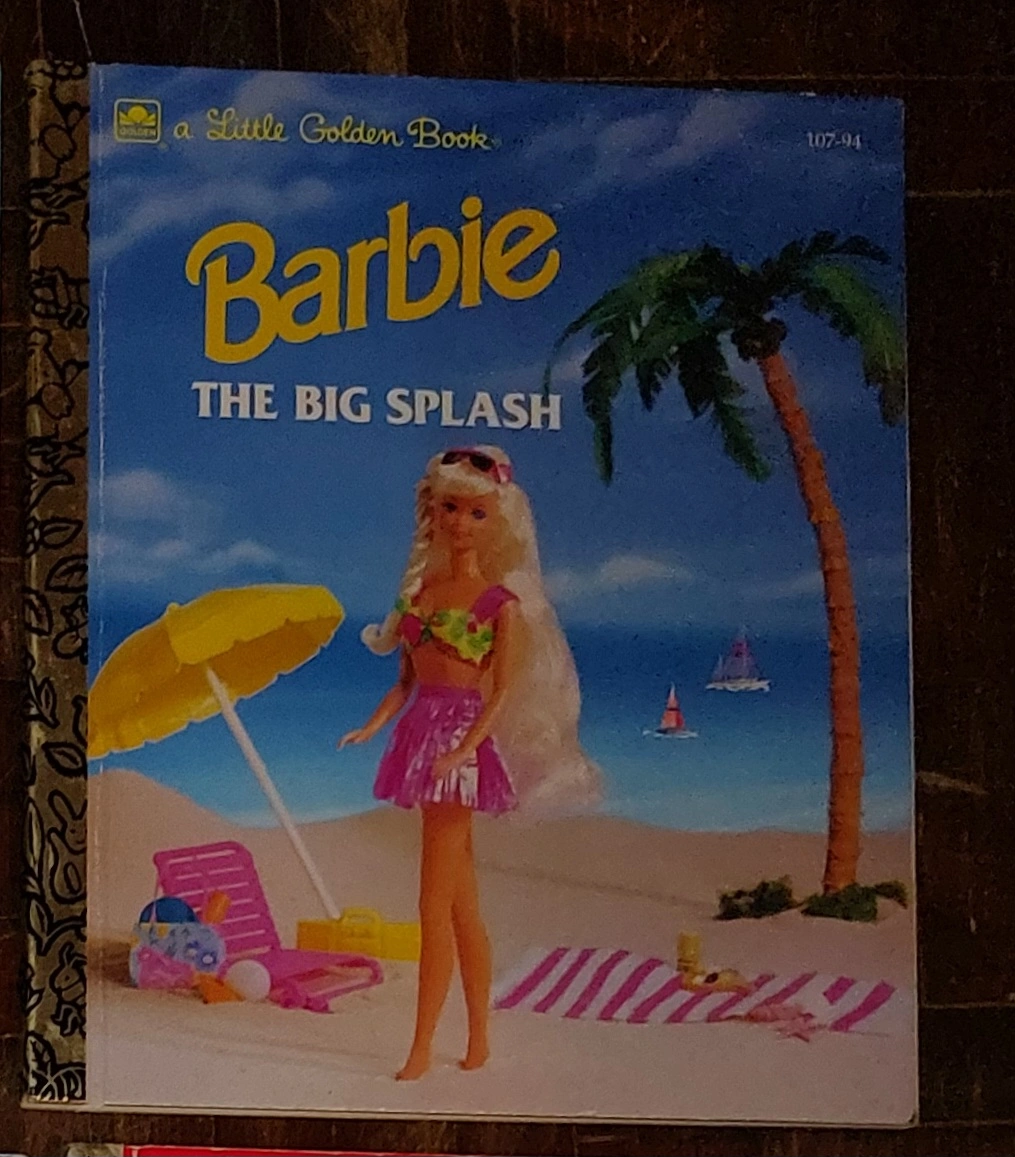 GOLDEN
a Little Golden Book
107-94
Barbie
THE BIG SPLASH